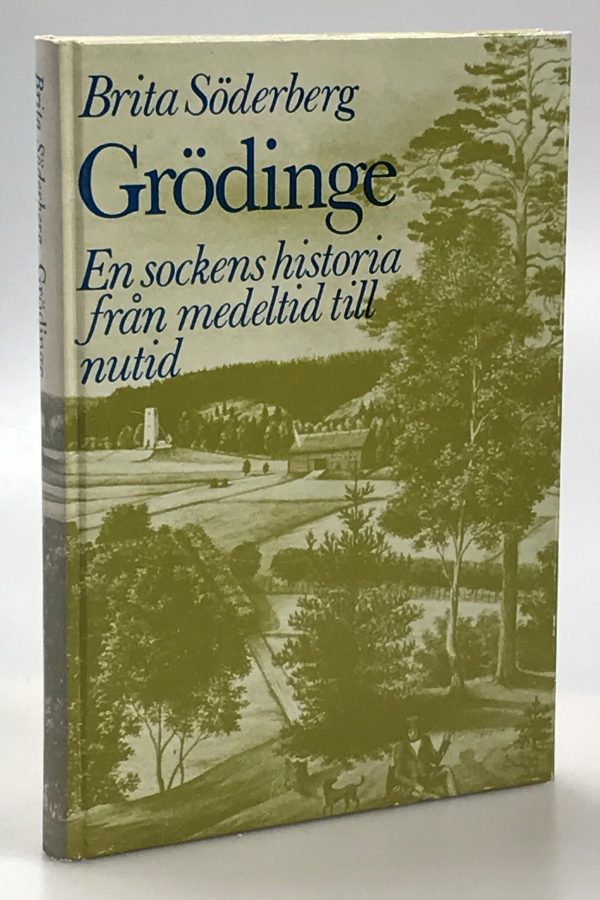 Brita Söderberg
Grödinge
En sockens historia
från medeltid till
nutid
Brita Söderberg Grödinge